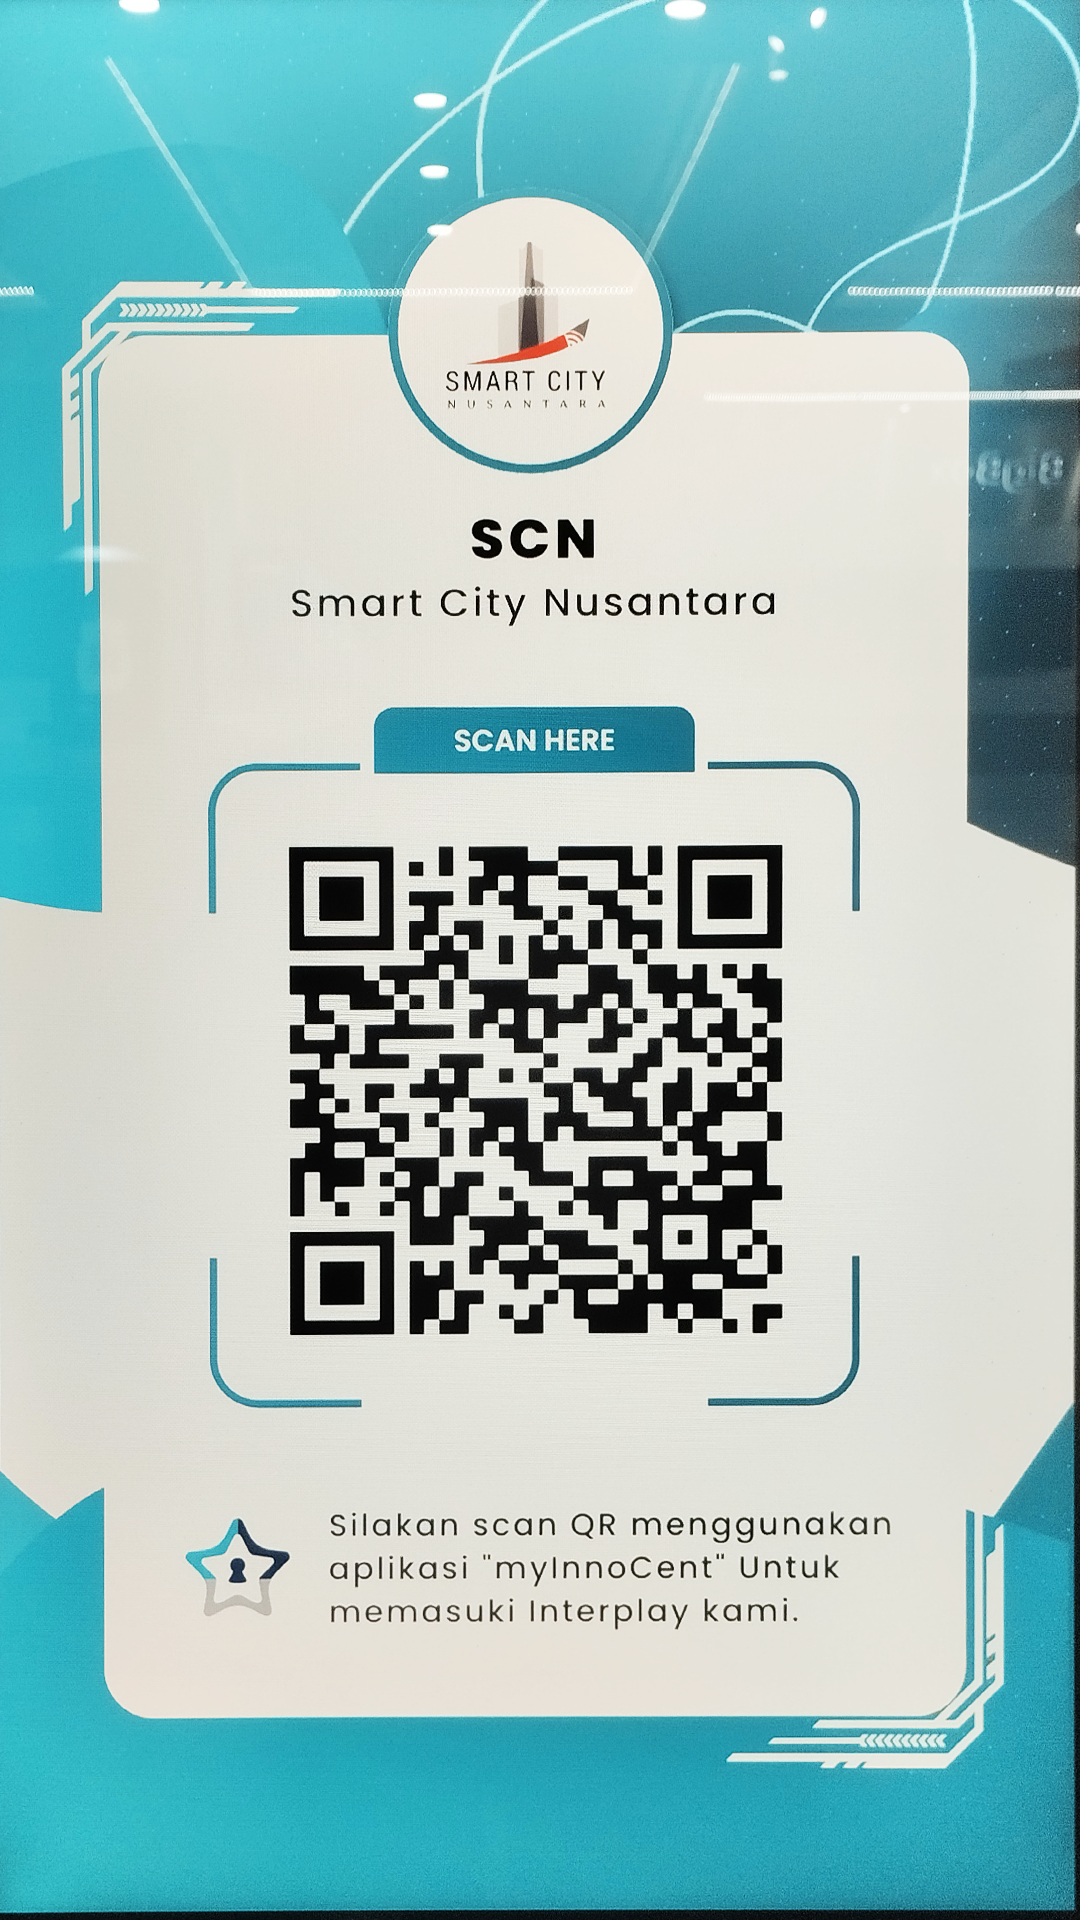 SMART CITY
NUSANTARA
SCN
Smart City Nusantara
SCAN HERE
Silakan scan QR menggunakan
aplikasi "myInnoCent" Untuk
memasuki Interplay kami.